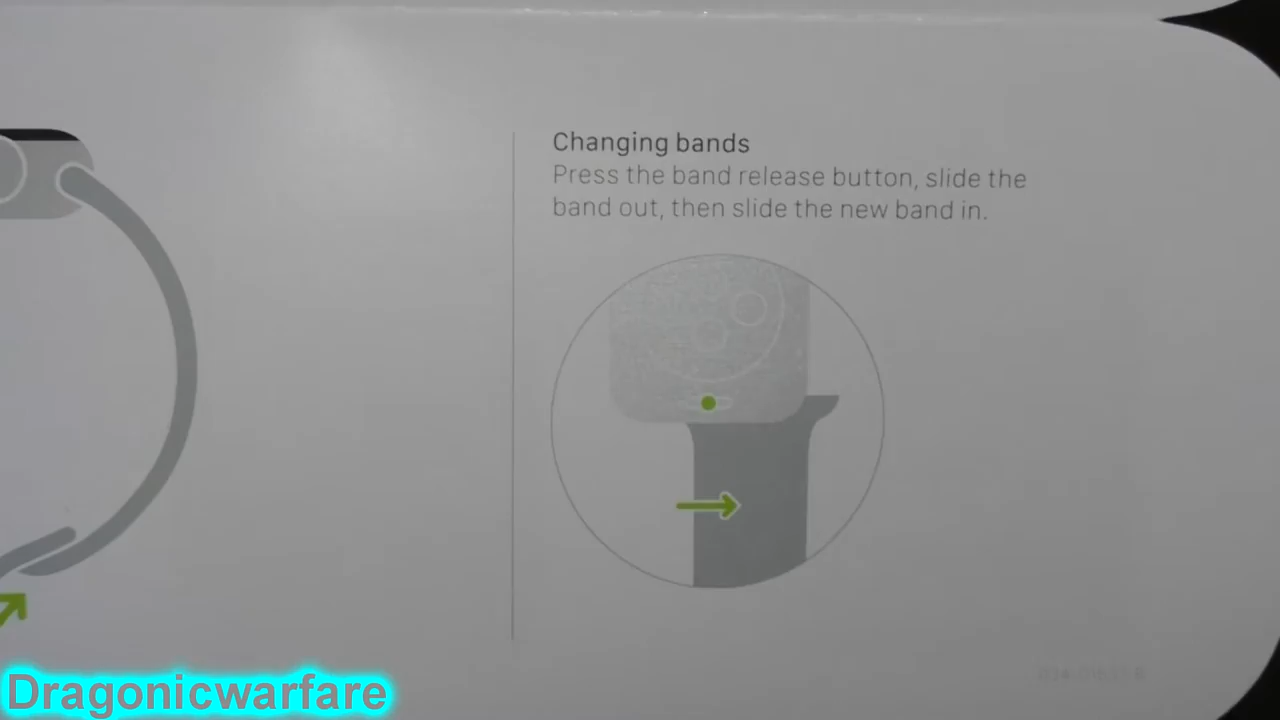 Changing bands
Press the band release button, slide the
band out, then slide the new band in.
Dragonicwarfare